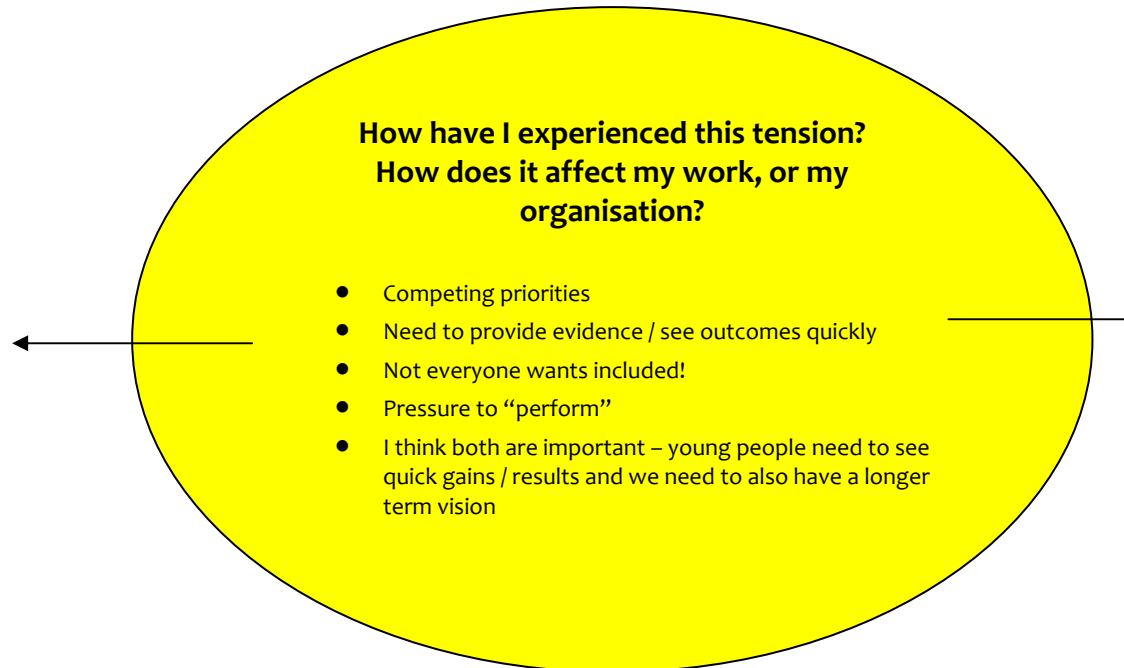 How have I experienced this tension?
How does it affect my work, or my
organisation?
• Competing priorities
• Need to provide evidence / see outcomes quickly
• Not everyone wants included!
• Pressure to “perform”
• I think both are important – young people need to see
quick gains / results and we need to also have a longer
term vision